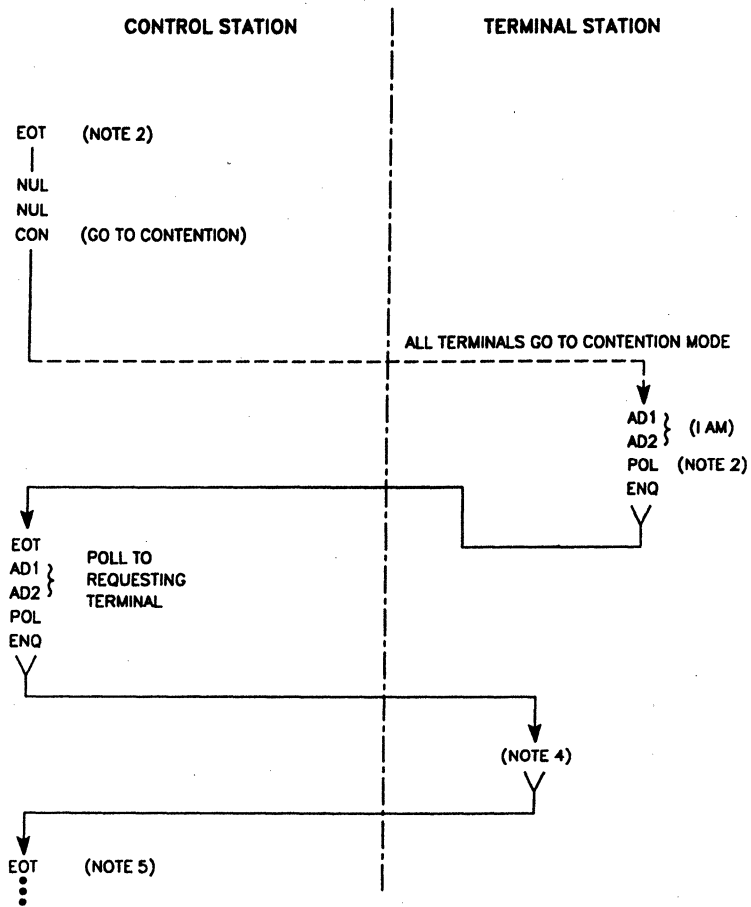 CONTROL STATION
TERMINAL STATION
EOT (NOTE 2)
NUL
NUL
CON (GO TO CONTENTION)
ALL TERMINALS GO TO CONTENTION MODE
AD1
AD2
(I AM)
POL (NOTE 2)
ENQ
EOT
AD1
AD2
POL
ENQ
POLL TO
REQUESTING
TERMINAL
(NOTE 4)
EOT (NOTE 5)